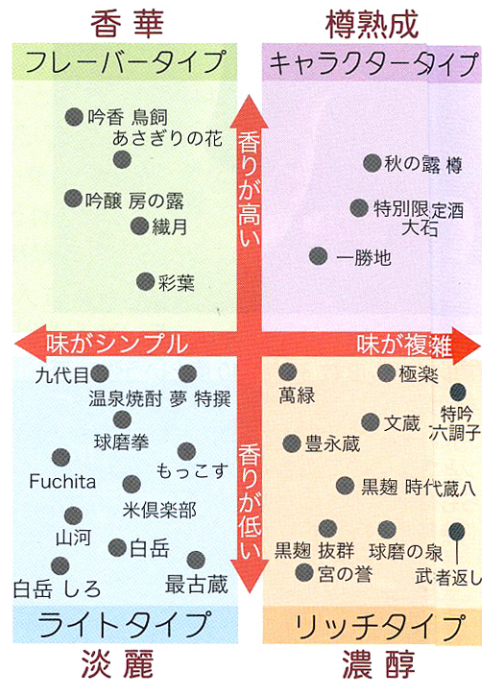 香華
樽熟成
フレーバータイプ
キャラクタータイプ
香りが高い
吟香 鳥飼
あさぎりの花
吟醸 房の露
繊月
彩葉
秋の露 樽
特別限定酒
大石
一勝地
味がシンプル
味が複雑
九代目
温泉焼酎 夢 特撰
球磨拳
もっこす
Fuchita
米倶楽部
山河
白岳
白岳 しろ
最古蔵
香りが低い
萬緑
極楽
特吟
六調子
文蔵
豊永蔵
黒麹 時代蔵八
黒麹 抜群
球磨の泉
武者返し
宮の誉
ライトタイプ
リッチタイプ
淡麗
濃醇